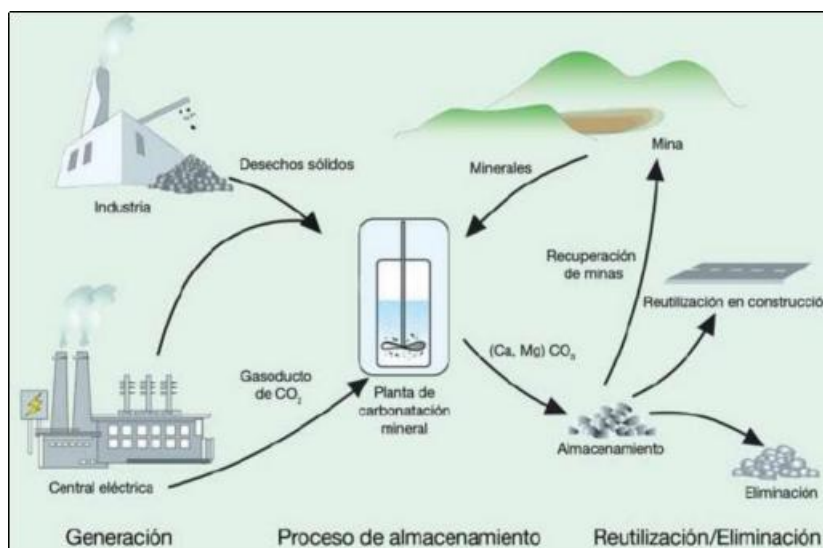 Desechos sólidos
Industria
Minerales
Mina
Recuperación
de minas
Reutilización en construcció
(Ca, Mg) CO₃
Gasoducto
de CO₂
Planta de
carbonatación
mineral
Almacenamiento
Central eléctrica
Eliminación
Generación
Proceso de almacenamiento
Reutilización/Eliminación